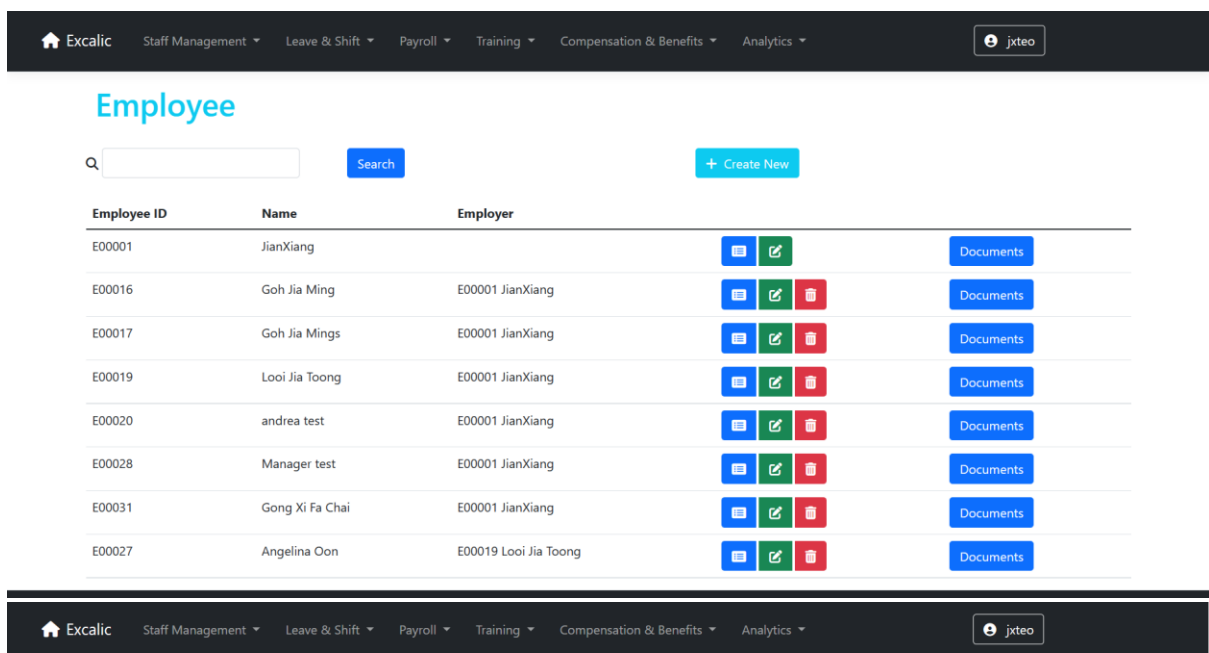 Excalic Staff Management Leave & Shift Payroll Training Compensation & Benefits Analytics jxteo
Employee
Search + Create New
Employee ID Name Employer
E00001 JianXiang Documents
E00016 Goh Jia Ming E00001 JianXiang Documents
E00017 Goh Jia Mings E00001 JianXiang Documents
E00019 Looi Jia Toong E00001 JianXiang Documents
E00020 andrea test E00001 JianXiang Documents
E00028 Manager test E00001 JianXiang Documents
E00031 Gong Xi Fa Chai E00001 JianXiang Documents
E00027 Angelina Oon E00019 Looi Jia Toong Documents
Excalic Staff Management Leave & Shift Payroll Training Compensation & Benefits Analytics jxteo